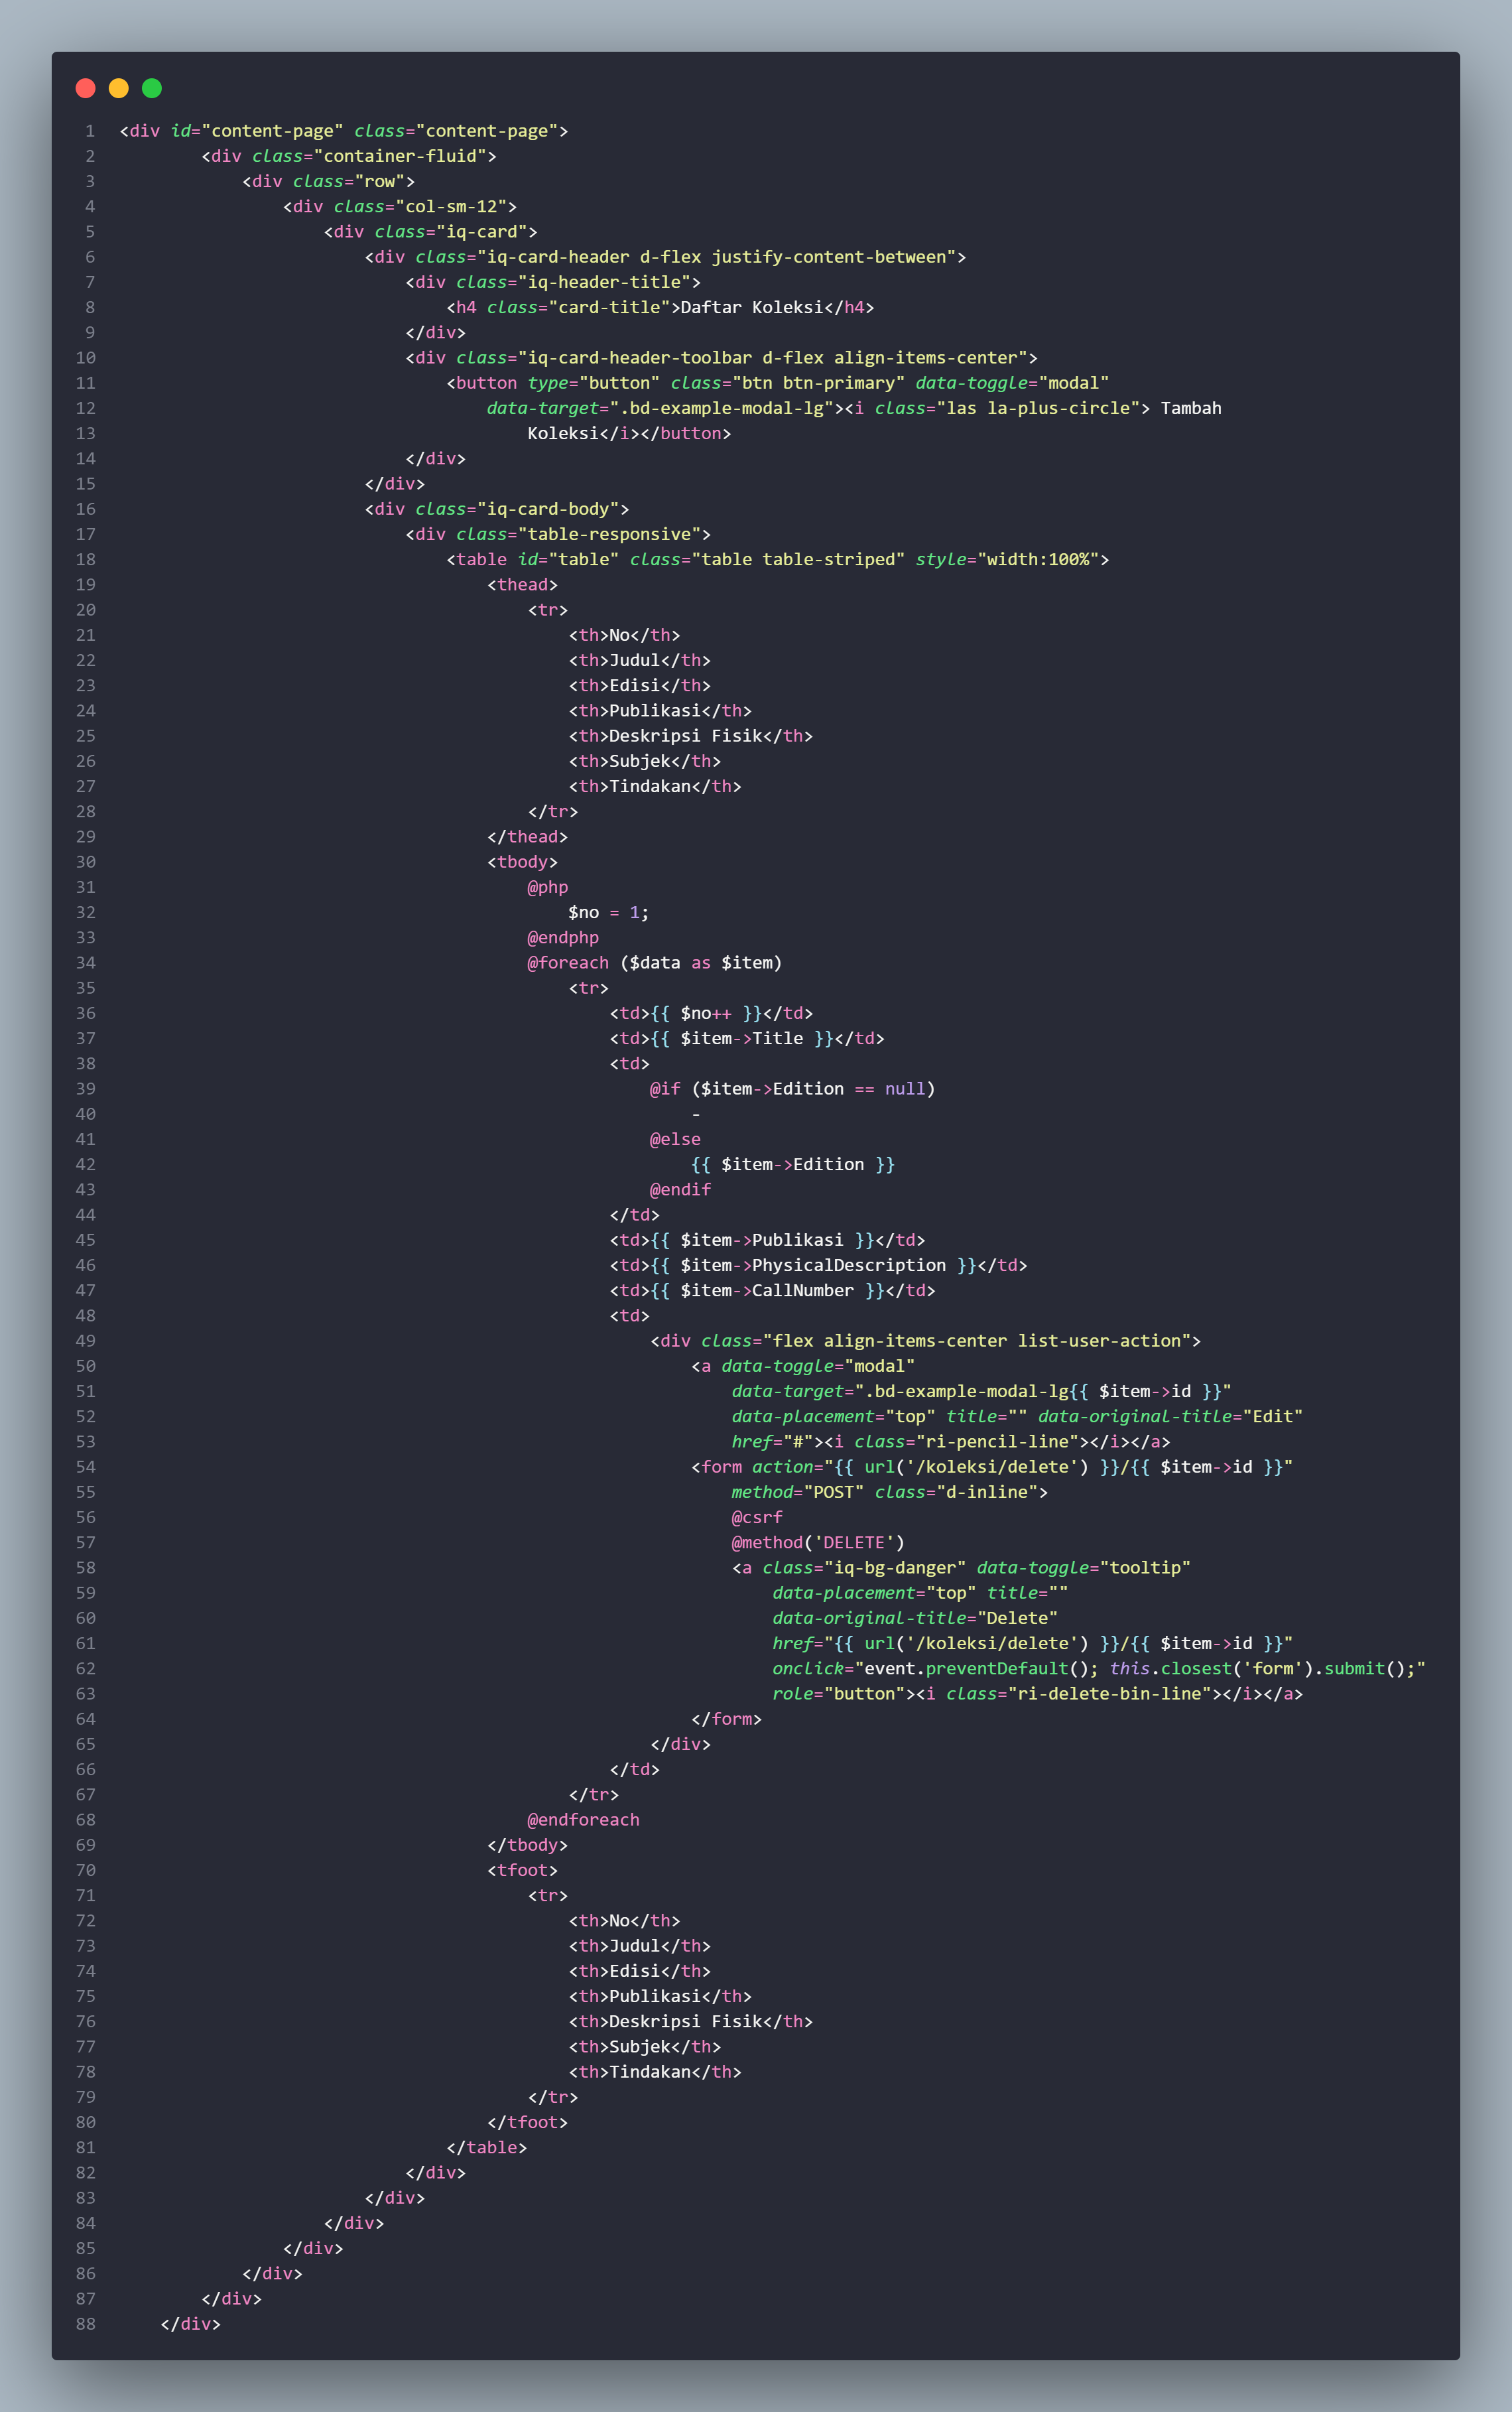 1 <div id="content-page" class="content-page">
2 <div class="container-fluid">
3 <div class="row">
4 <div class="col-sm-12">
5 <div class="iq-card">
6 <div class="iq-card-header d-flex justify-content-between">
7 <div class="iq-header-title">
8 <h4 class="card-title">Daftar Koleksi</h4>
9 </div>
10 <div class="iq-card-header-toolbar d-flex align-items-center">
11 <button type="button" class="btn btn-primary" data-toggle="modal"
12 data-target=".bd-example-modal-lg"><i class="las la-plus-circle"> Tambah
13 Koleksi</i></button>
14 </div>
15 </div>
16 <div class="iq-card-body">
17 <div class="table-responsive">
18 <table id="table" class="table table-striped" style="width:100%">
19 <thead>
20 <tr>
21 <th>No</th>
22 <th>Judul</th>
23 <th>Edisi</th>
24 <th>Publikasi</th>
25 <th>Deskripsi Fisik</th>
26 <th>Subjek</th>
27 <th>Tindakan</th>
28 </tr>
29 </thead>
30 <tbody>
31 @php
32 $no = 1;
33 @endphp
34 @foreach ($data as $item)
35 <tr>
36 <td>{{ $no++ }}</td>
37 <td>{{ $item->Title }}</td>
38 <td>
39 @if ($item->Edition == null)
40 -
41 @else
42 {{ $item->Edition }}
43 @endif
44 </td>
45 <td>{{ $item->Publikasi }}</td>
46 <td>{{ $item->PhysicalDescription }}</td>
47 <td>{{ $item->CallNumber }}</td>
48 <td>
49 <div class="flex align-items-center list-user-action">
50 <a data-toggle="modal"
51 data-target=".bd-example-modal-lg{{ $item->id }}"
52 data-placement="top" title="" data-original-title="Edit"
53 href="#"><i class="ri-pencil-line"></i></a>
54 <form action="{{ url('/koleksi/delete') }}/{{ $item->id }}"
55 method="POST" class="d-inline">
56 @csrf
57 @method('DELETE')
58 <a class="iq-bg-danger" data-toggle="tooltip"
59 data-placement="top" title=""
60 data-original-title="Delete"
61 href="{{ url('/koleksi/delete') }}/{{ $item->id }}"
62 onclick="event.preventDefault(); this.closest('form').submit();"
63 role="button"><i class="ri-delete-bin-line"></i></a>
64 </form>
65 </div>
66 </td>
67 </tr>
68 @endforeach
69 </tbody>
70 <tfoot>
71 <tr>
72 <th>No</th>
73 <th>Judul</th>
74 <th>Edisi</th>
75 <th>Publikasi</th>
76 <th>Deskripsi Fisik</th>
77 <th>Subjek</th>
78 <th>Tindakan</th>
79 </tr>
80 </tfoot>
81 </table>
82 </div>
83 </div>
84 </div>
85 </div>
86 </div>
87 </div>
88 </div>